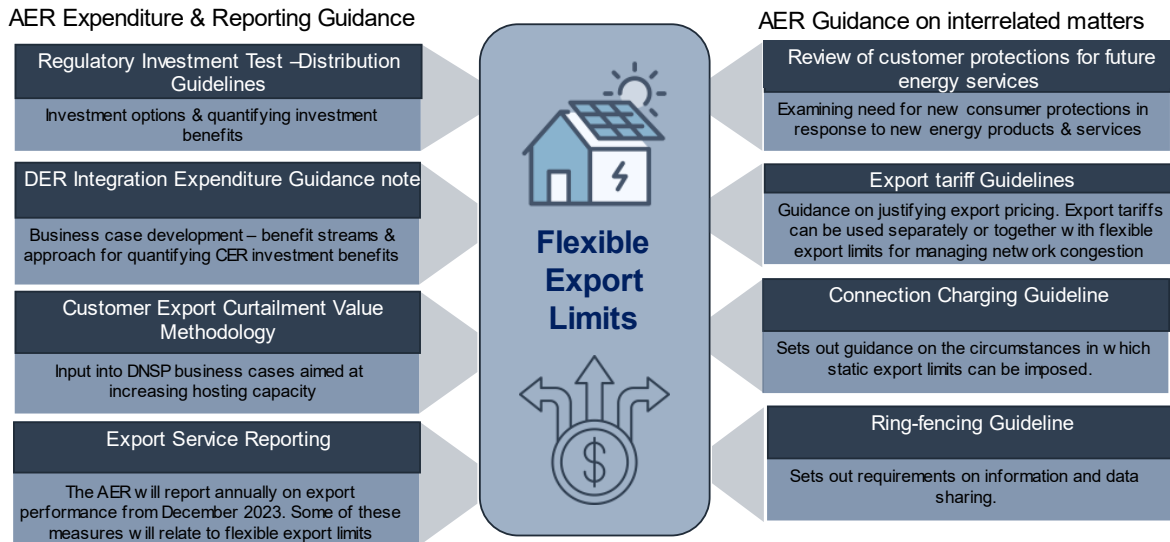 AER Expenditure & Reporting Guidance
Regulatory Investment Test –Distribution
Guidelines
Investment options & quantifying investment
benefits
DER Integration Expenditure Guidance note
Business case development – benefit streams &
approach for quantifying CER investment benefits
Customer Export Curtailment Value
Methodology
Input into DNSP business cases aimed at
increasing hosting capacity
Export Service Reporting
The AER will report annually on export
performance from December 2023. Some of these
measures will relate to flexible export limits
Flexible
Export
Limits
$
AER Guidance on interrelated matters
Review of customer protections for future
energy services
Examining need for new consumer protections in
response to new energy products & services
Export tariff Guidelines
Guidance on justifying export pricing. Export tariffs
can be used separately or together with flexible
export limits for managing network congestion
Connection Charging Guideline
Sets out guidance on the circumstances in which
static export limits can be imposed.
Ring-fencing Guideline
Sets out requirements on information and data
sharing.